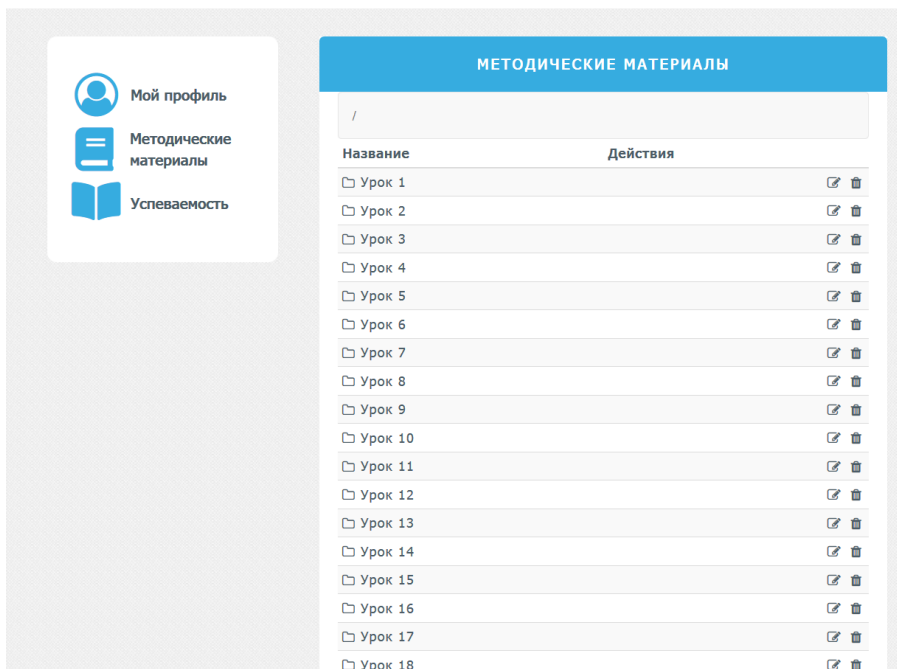 Мой профиль
Методические
материалы
Успеваемость
МЕТОДИЧЕСКИЕ МАТЕРИАЛЫ
/
Название Действия
Урок 1
Урок 2
Урок 3
Урок 4
Урок 5
Урок 6
Урок 7
Урок 8
Урок 9
Урок 10
Урок 11
Урок 12
Урок 13
Урок 14
Урок 15
Урок 16
Урок 17
Урок 18